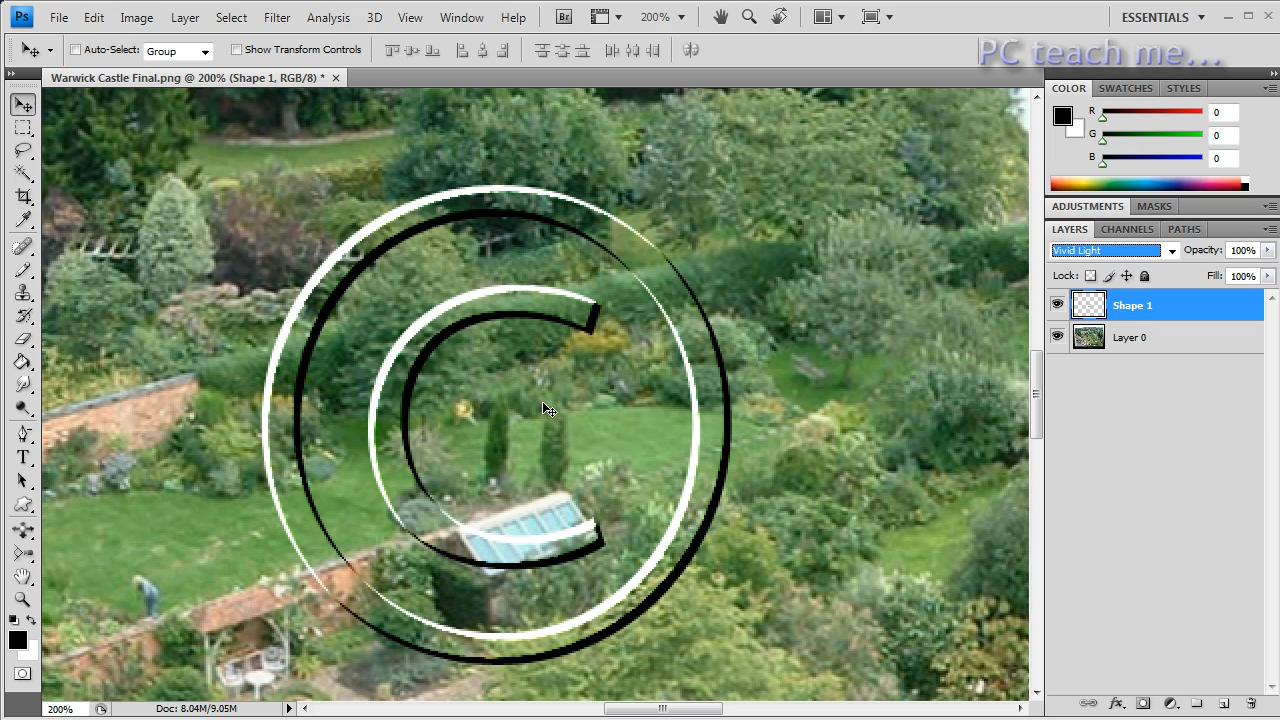 Ps File Edit Image Layer Select Filter Analysis 3D View Window Help Br 200% ESSENTIALS
Auto-Select: Group Show Transform Controls PC teach me...
Warwick Castle Final.png @ 200% (Shape 1, RGB/8) * ×
COLOR SWATCHES STYLES
R 0
G 0
B 0
ADJUSTMENTS MASKS
LAYERS CHANNELS PATHS
Vivid Light Opacity: 100%
Lock: Fill: 100%
Shape 1
Layer 0
©
T
fx
200% Doc: 8.04M/9.05M